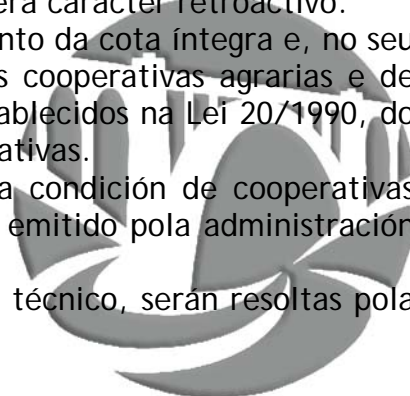 erá carácter retroactivo.
nto da cota íntegra e, no seu
s cooperativas agrarias e de
ablecidos na Lei 20/1990, do
ativas.
a condición de cooperativas
emitido pola administración
técnico, serán resoltas pola